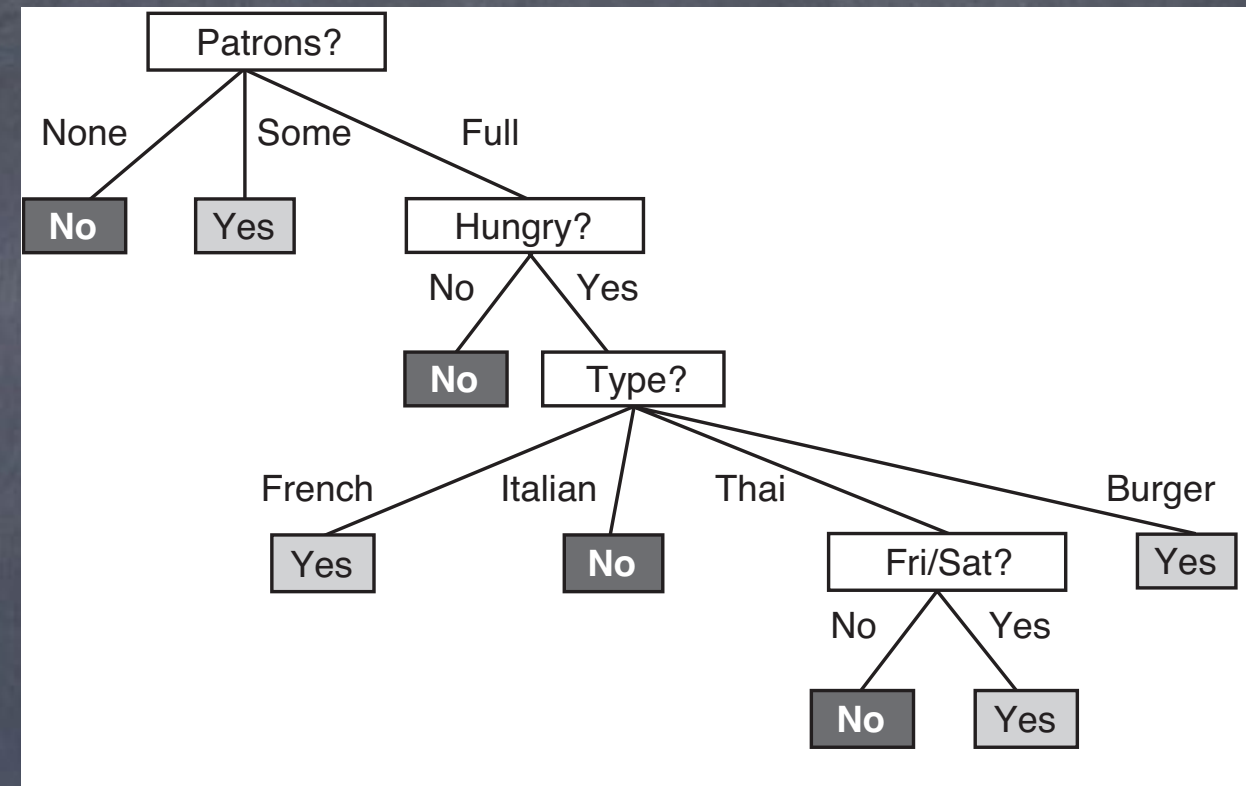 Patrons?
None Some Full
No Yes Hungry?
No Yes
No Type?
French Italian Thai Burger
Yes No Fri/Sat? Yes
No Yes
No Yes